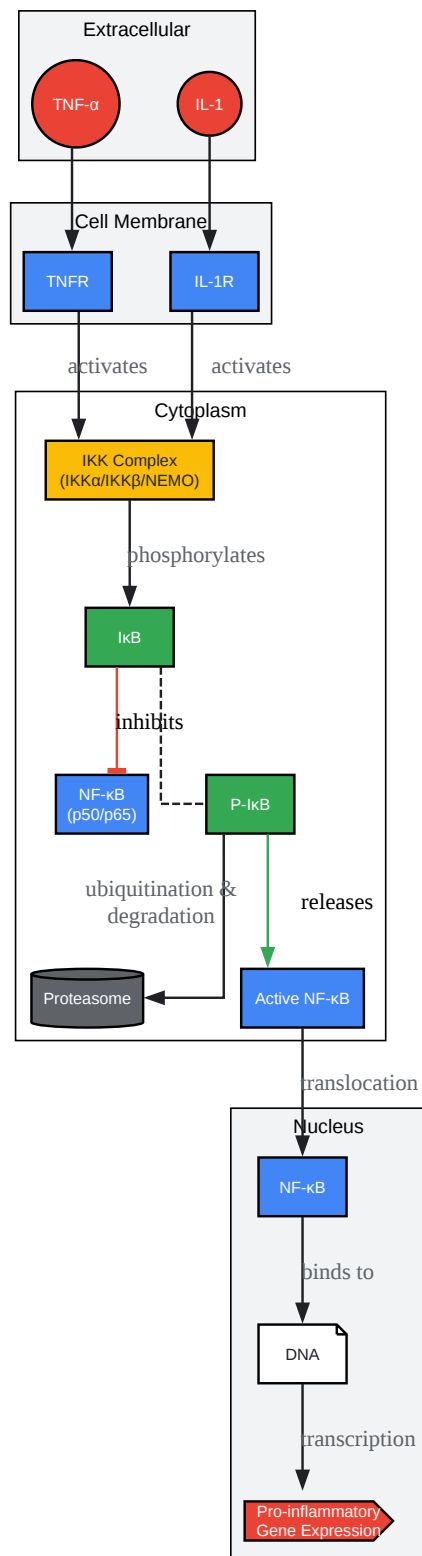 Extracellular
TNF-α
IL-1
Cell Membrane
TNFR
IL-1R
activates
activates
Cytoplasm
IKK Complex
(IKKα/IKKβ/NEMO)
phosphorylates
IκB
inhibits
NF-κB
(p50/p65)
P-IκB
ubiquitination &
degradation
releases
Proteasome
Active NF-κB
translocation
Nucleus
NF-κB
binds to
DNA
transcription
Pro-inflammatory
Gene Expression